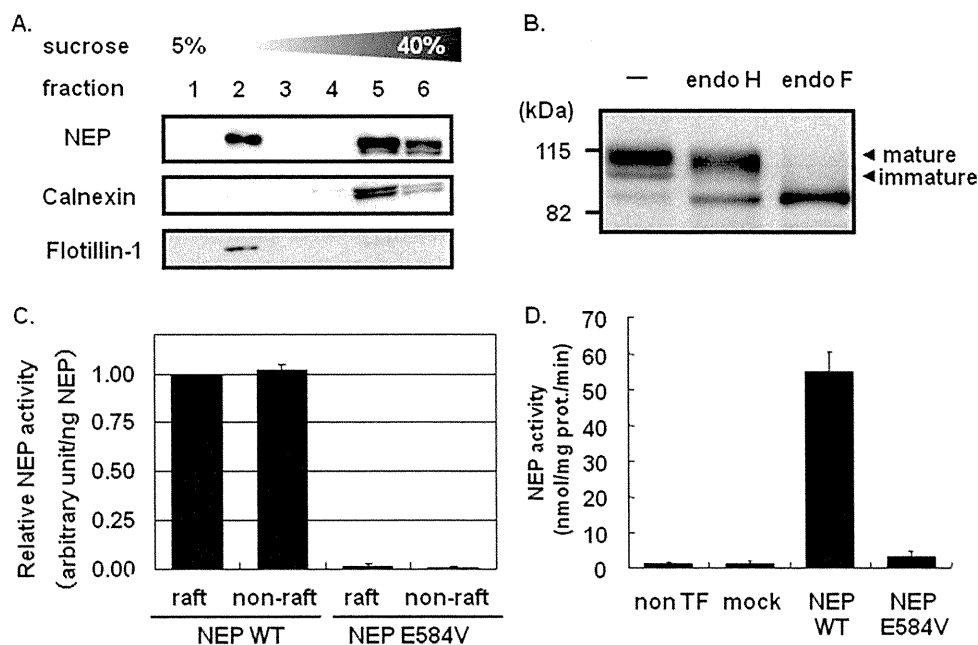 A.
sucrose 5% 40%
fraction 1 2 3 4 5 6
NEP
Calnexin
Flotillin-1
B.
– endo H endo F
(kDa)
115
82
mature
immature
C.
Relative NEP activity
(arbitrary unit/ng NEP)
1.00
0.75
0.50
0.25
0.00
raft non-raft raft non-raft
NEP WT NEP E584V
D.
NEP activity
(nmol/mg prot./min)
70
60
50
40
30
20
10
0
non TF mock NEP NEP
WT E584V